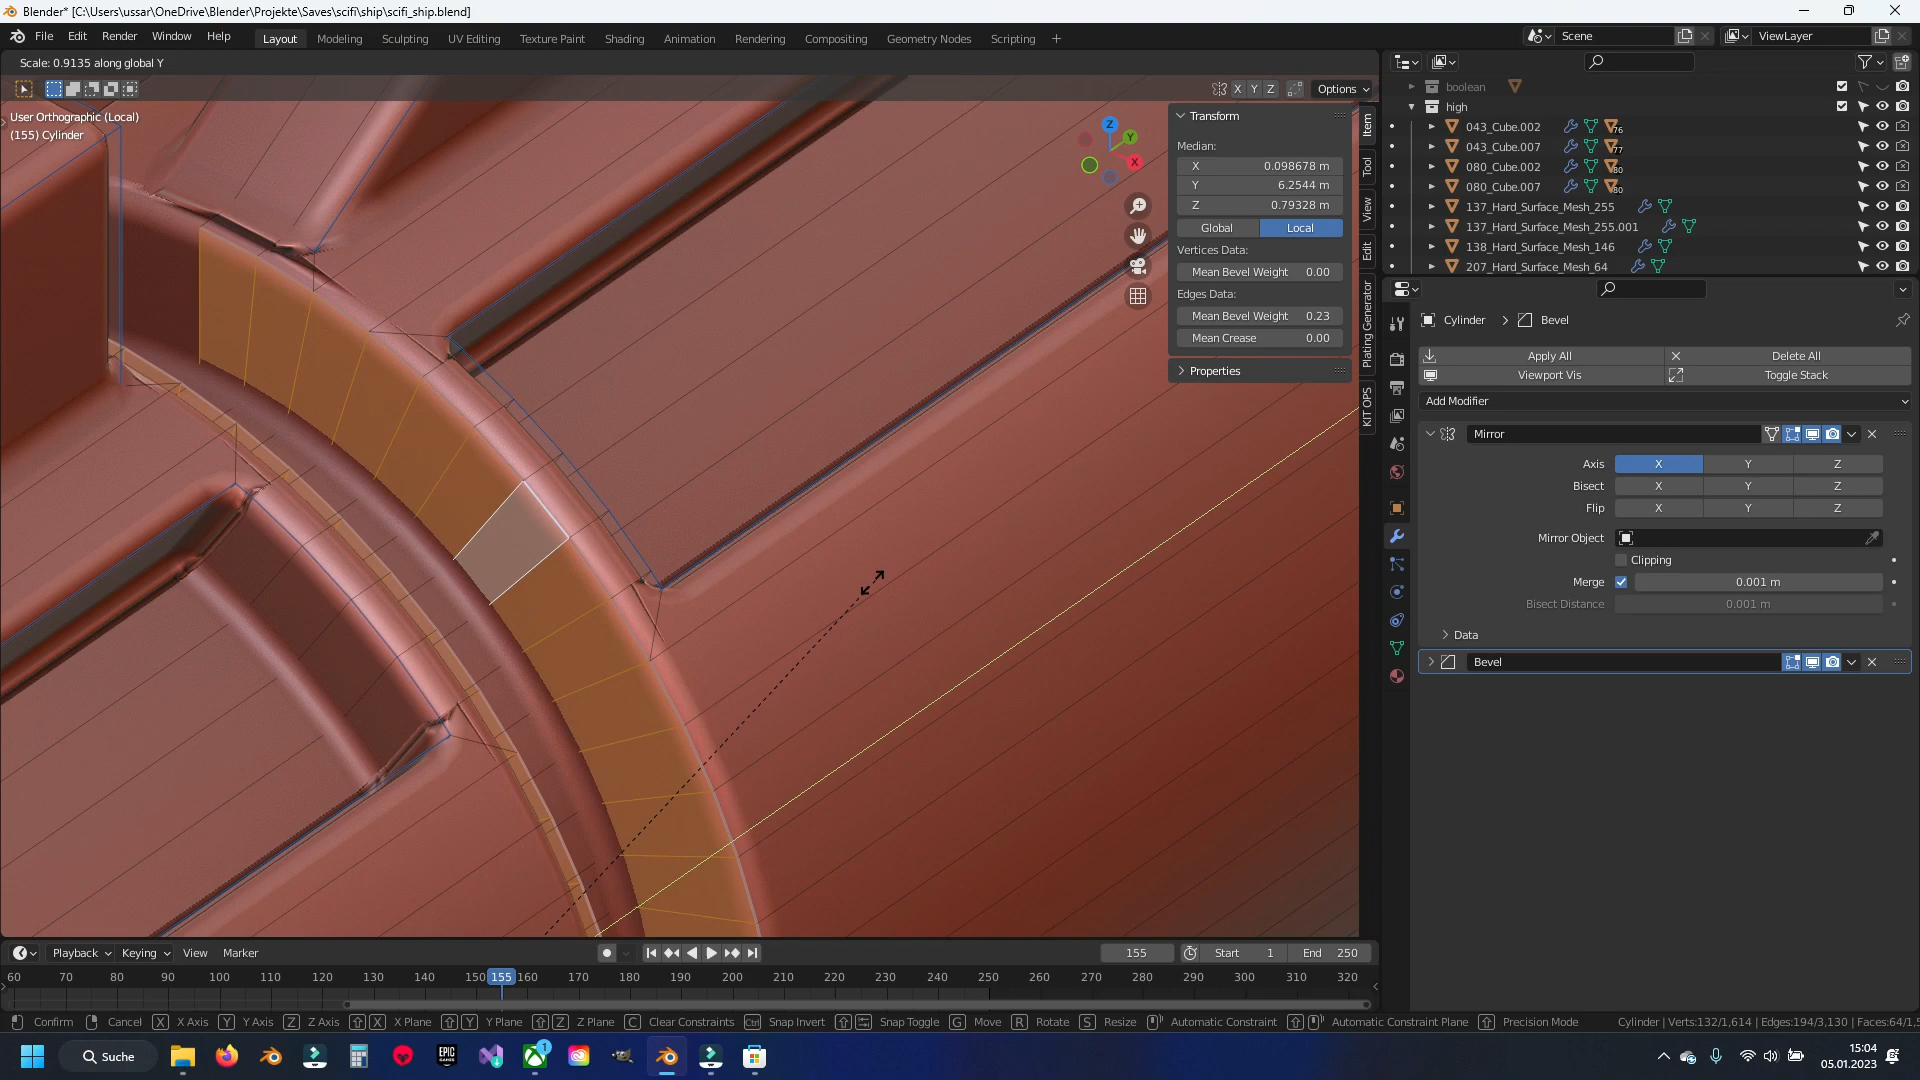 Blender* [C:\Users\ussar\OneDrive\Blender\Projekte\Saves\scifi\ship\scifi_ship.blend]
File Edit Render Window Help Layout Modeling Sculpting UV Editing Texture Paint Shading Animation Rendering Compositing Geometry Nodes Scripting + Scene ViewLayer
Scale: 0.9135 along global Y
X Y Z Options
User Orthographic (Local)
(155) Cylinder
Z Y X
Transform
Median:
X 0.098678 m
Y 6.2544 m
Z 0.79328 m
Global Local
Vertices Data:
Mean Bevel Weight 0.00
Edges Data:
Mean Bevel Weight 0.23
Mean Crease 0.00
Properties
Item
Tool
View
Edit
Plating Generator
KIT OPS
boolean
high
043_Cube.002 76
043_Cube.007 77
080_Cube.002 80
080_Cube.007 80
137_Hard_Surface_Mesh_255
137_Hard_Surface_Mesh_255.001
138_Hard_Surface_Mesh_146
207_Hard_Surface_Mesh_64
Cylinder > Bevel
Apply All Delete All
Viewport Vis Toggle Stack
Add Modifier
Mirror
Axis X Y Z
Bisect X Y Z
Flip X Y Z
Mirror Object
Clipping
Merge 0.001 m
Bisect Distance 0.001 m
Data
Bevel
Playback Keying View Marker 155 Start 1 End 250
60 70 80 90 100 110 120 130 140 150 155 160 170 180 190 200 210 220 230 240 250 260 270 280 290 300 310 320
Confirm Cancel X X Axis Y Y Axis Z Z Axis X X Plane Y Y Plane Z Z Plane C Clear Constraints Ctrl Snap Invert Snap Toggle G Move R Rotate S Resize Automatic Constraint Automatic Constraint Plane Precision Mode Cylinder | Verts:132/1,614 | Edges:194/3,130 | Faces:64/1,5
Suche EPIC GAMES 1 15:04
05.01.2023